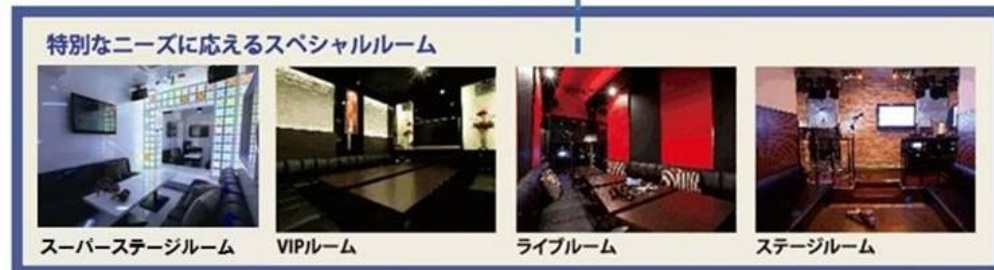 特別なニーズに応えるスペシャルルーム
スーパーステージルーム
VIPルーム
ライブルーム
ステージルーム